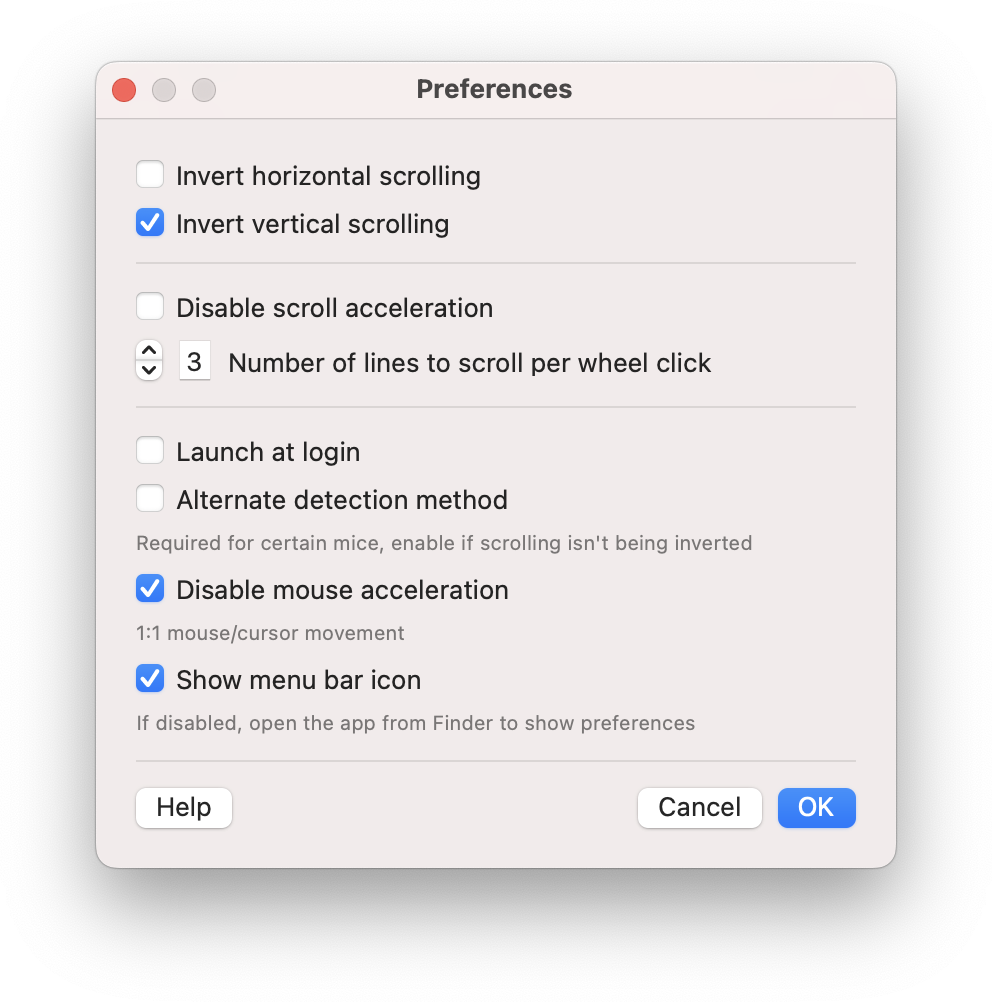 Preferences
Invert horizontal scrolling
Invert vertical scrolling
Disable scroll acceleration
3 Number of lines to scroll per wheel click
Launch at login
Alternate detection method
Required for certain mice, enable if scrolling isn't being inverted
Disable mouse acceleration
1:1 mouse/cursor movement
Show menu bar icon
If disabled, open the app from Finder to show preferences
Help Cancel OK